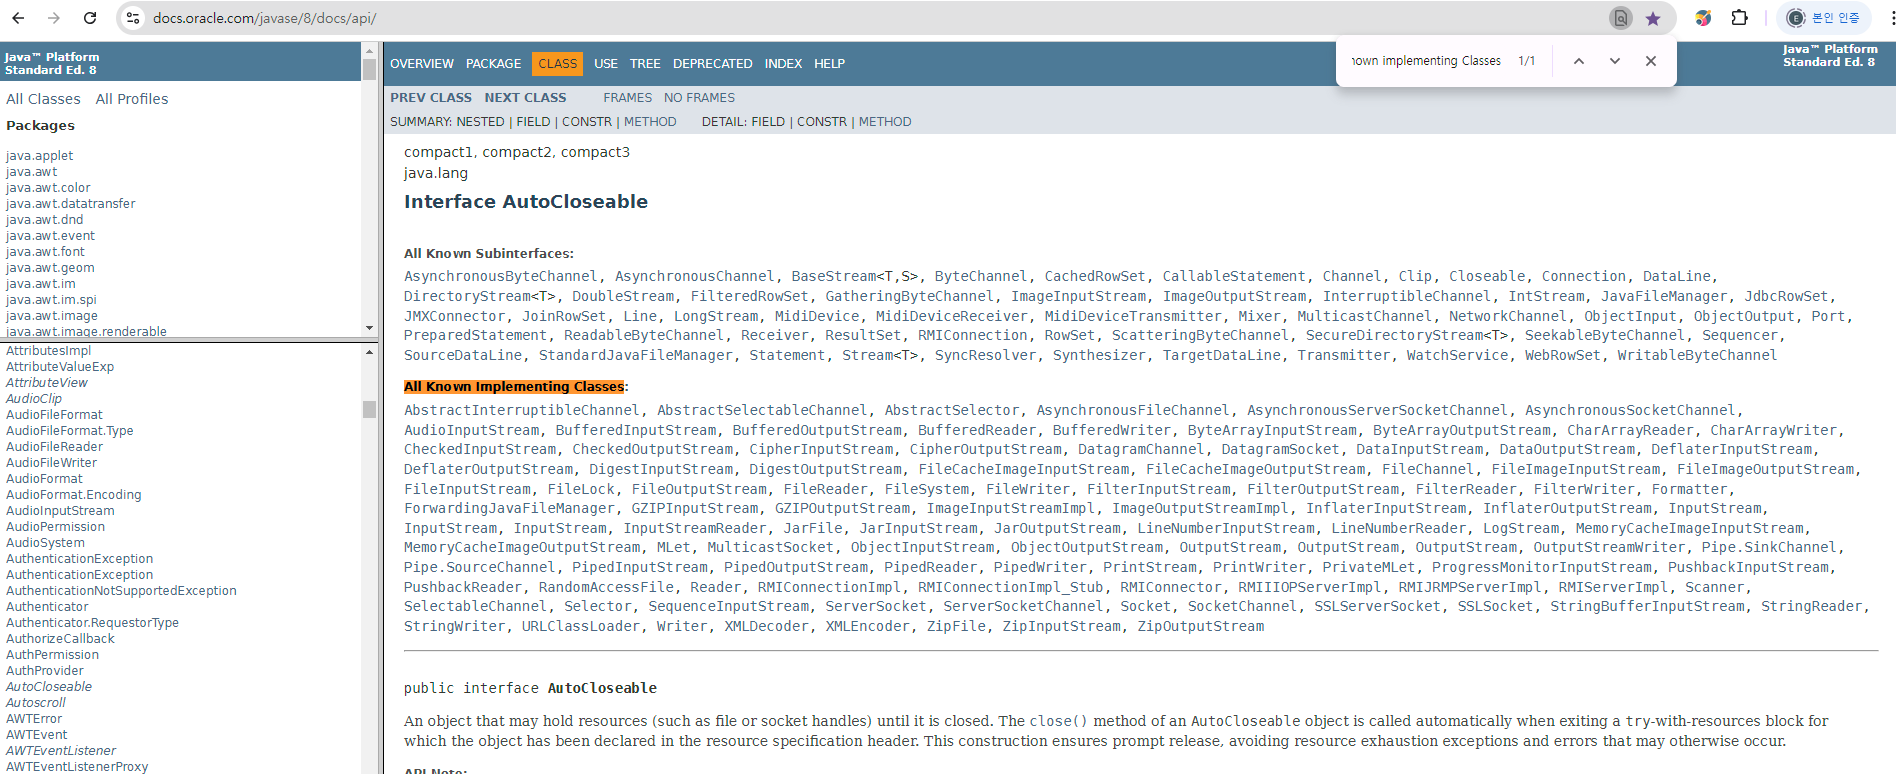 docs.oracle.com/javase/8/docs/api/
본인 인증
nown implementing Classes 1/1
Java™ Platform
Standard Ed. 8
All Classes All Profiles
Packages
java.applet
java.awt
java.awt.color
java.awt.datatransfer
java.awt.dnd
java.awt.event
java.awt.font
java.awt.geom
java.awt.im
java.awt.im.spi
java.awt.image
java.awt.image.renderable
AttributesImpl
AttributeValueExp
AttributeView
AudioClip
AudioFileFormat
AudioFileFormat.Type
AudioFileReader
AudioFileWriter
AudioFormat
AudioFormat.Encoding
AudioInputStream
AudioPermission
AudioSystem
AuthenticationException
AuthenticationException
AuthenticationNotSupportedException
Authenticator
Authenticator.RequestorType
AuthorizeCallback
AuthPermission
AuthProvider
AutoCloseable
Autoscroll
AWTError
AWTEvent
AWTEventListener
AWTEventListenerProxy
OVERVIEW PACKAGE CLASS USE TREE DEPRECATED INDEX HELP
Java™ Platform
Standard Ed. 8
PREV CLASS NEXT CLASS FRAMES NO FRAMES
SUMMARY: NESTED | FIELD | CONSTR | METHOD DETAIL: FIELD | CONSTR | METHOD
compact1, compact2, compact3
java.lang
Interface AutoCloseable
All Known Subinterfaces:
AsynchronousByteChannel, AsynchronousChannel, BaseStream<T,S>, ByteChannel, CachedRowSet, CallableStatement, Channel, Clip, Closeable, Connection, DataLine,
DirectoryStream<T>, DoubleStream, FilteredRowSet, GatheringByteChannel, ImageInputStream, ImageOutputStream, InterruptibleChannel, IntStream, JavaFileManager, JdbcRowSet,
JMXConnector, JoinRowSet, Line, LongStream, MidiDevice, MidiDeviceReceiver, MidiDeviceTransmitter, Mixer, MulticastChannel, NetworkChannel, ObjectInput, ObjectOutput, Port,
PreparedStatement, ReadableByteChannel, Receiver, ResultSet, RMIConnection, RowSet, ScatteringByteChannel, SecureDirectoryStream<T>, SeekableByteChannel, Sequencer,
SourceDataLine, StandardJavaFileManager, Statement, Stream<T>, SyncResolver, Synthesizer, TargetDataLine, Transmitter, WatchService, WebRowSet, WritableByteChannel
All Known Implementing Classes:
AbstractInterruptibleChannel, AbstractSelectableChannel, AbstractSelector, AsynchronousFileChannel, AsynchronousServerSocketChannel, AsynchronousSocketChannel,
AudioInputStream, BufferedInputStream, BufferedOutputStream, BufferedReader, BufferedWriter, ByteArrayInputStream, ByteArrayOutputStream, CharArrayReader, CharArrayWriter,
CheckedInputStream, CheckedOutputStream, CipherInputStream, CipherOutputStream, DatagramChannel, DatagramSocket, DataInputStream, DataOutputStream, DeflaterInputStream,
DeflaterOutputStream, DigestInputStream, DigestOutputStream, FileCacheImageInputStream, FileCacheImageOutputStream, FileChannel, FileImageInputStream, FileImageOutputStream,
FileInputStream, FileLock, FileOutputStream, FileReader, FileSystem, FileWriter, FilterInputStream, FilterOutputStream, FilterReader, FilterWriter, Formatter,
ForwardingJavaFileManager, GZIPInputStream, GZIPOutputStream, ImageInputStreamImpl, ImageOutputStreamImpl, InflaterInputStream, InflaterOutputStream, InputStream,
InputStream, InputStream, InputStreamReader, JarFile, JarInputStream, JarOutputStream, LineNumberInputStream, LineNumberReader, LogStream, MemoryCacheImageInputStream,
MemoryCacheImageOutputStream, MLet, MulticastSocket, ObjectInputStream, ObjectOutputStream, OutputStream, OutputStream, OutputStream, OutputStreamWriter, Pipe.SinkChannel,
Pipe.SourceChannel, PipedInputStream, PipedOutputStream, PipedReader, PipedWriter, PrintStream, PrintWriter, PrivateMLet, ProgressMonitorInputStream, PushbackInputStream,
PushbackReader, RandomAccessFile, Reader, RMIConnectionImpl, RMIConnectionImpl_Stub, RMIConnector, RMIIIOPServerImpl, RMIJRMPServerImpl, RMIServerImpl, Scanner,
SelectableChannel, Selector, SequenceInputStream, ServerSocket, ServerSocketChannel, Socket, SocketChannel, SSLServerSocket, SSLSocket, StringBufferInputStream, StringReader,
StringWriter, URLClassLoader, Writer, XMLDecoder, XMLEncoder, ZipFile, ZipInputStream, ZipOutputStream
public interface AutoCloseable
An object that may hold resources (such as file or socket handles) until it is closed. The close() method of an AutoCloseable object is called automatically when exiting a try-with-resources block for
which the object has been declared in the resource specification header. This construction ensures prompt release, avoiding resource exhaustion exceptions and errors that may otherwise occur.
API Note: